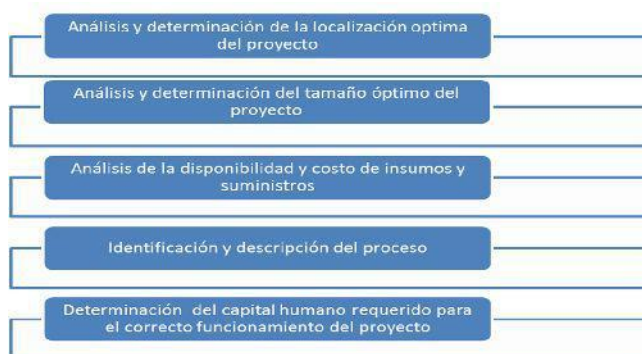 Análisis y determinación de la localización optima
del proyecto
Análisis y determinación del tamaño óptimo del
proyecto
Análisis de la disponibilidad y costo de insumos y
suministros
Identificación y descripción del proceso
Determinación del capital humano requerido para
el correcto funcionamiento del proyecto